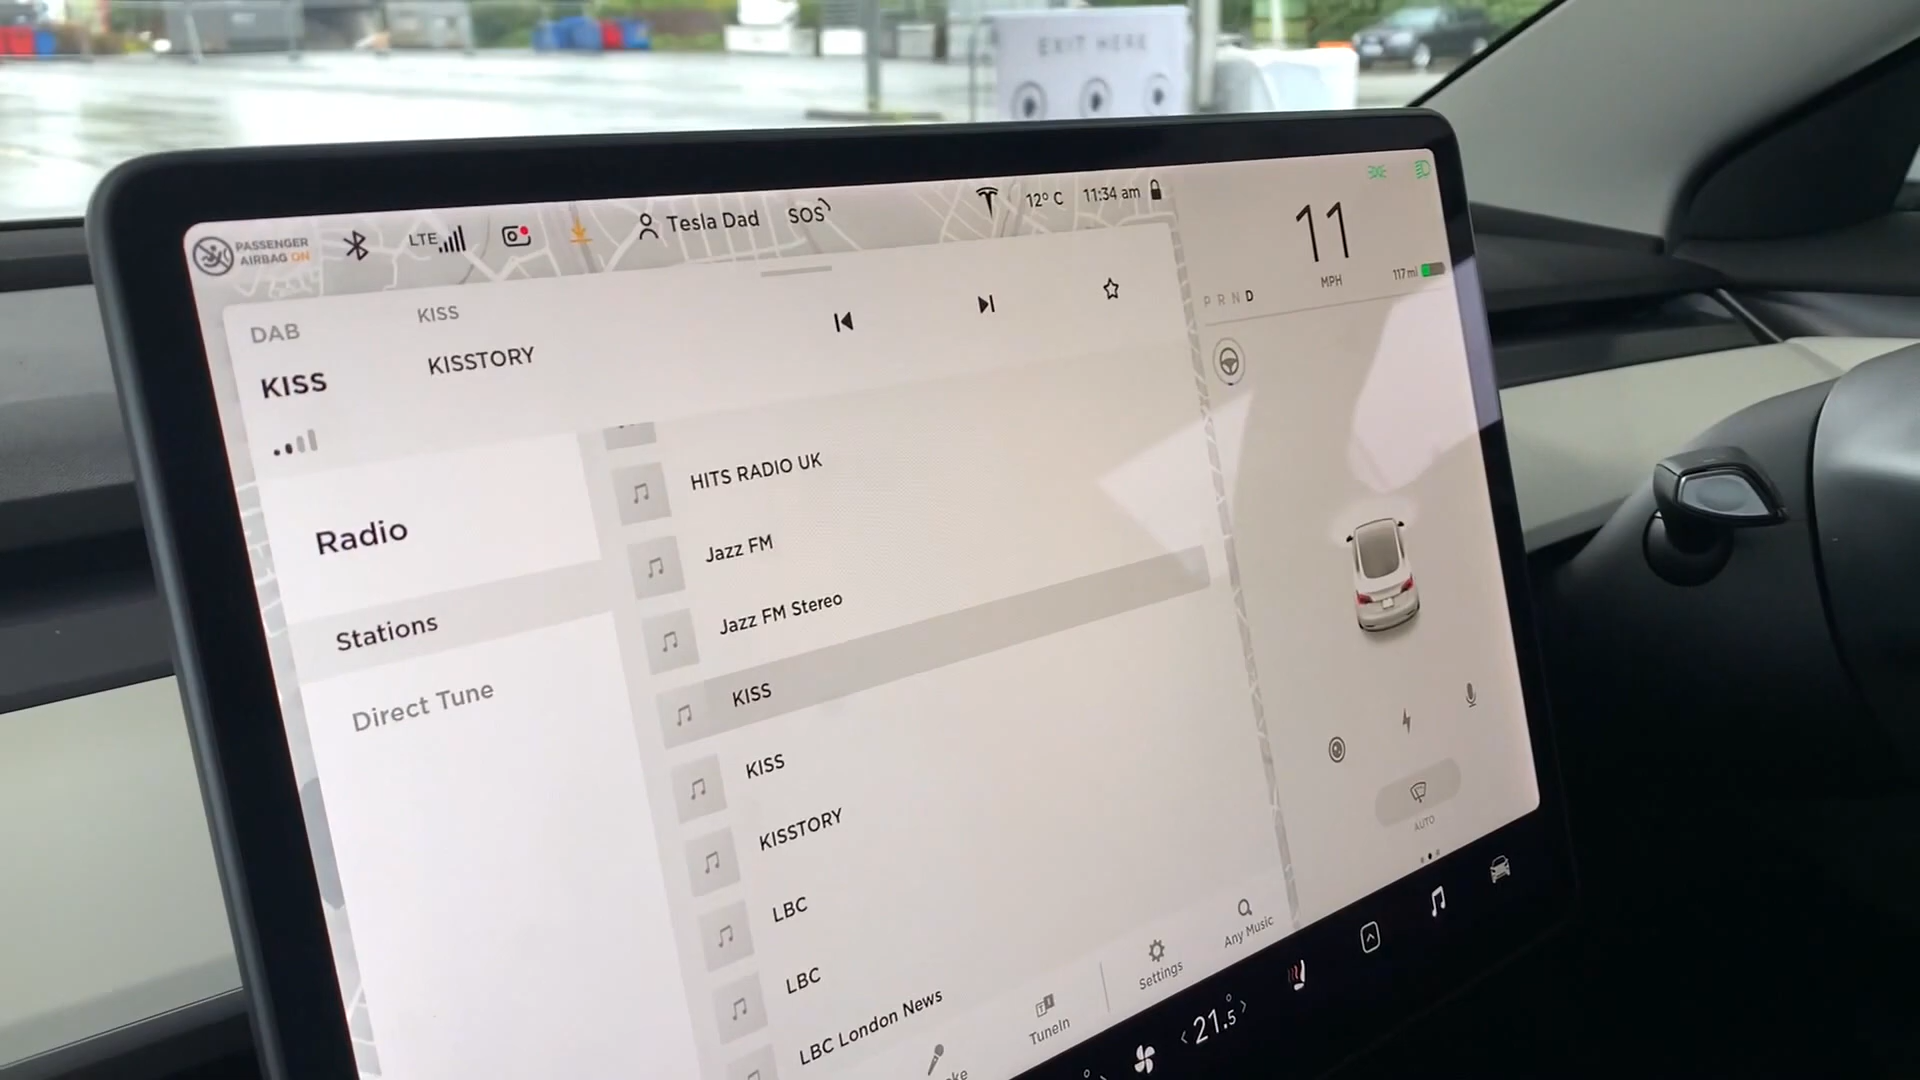 EXIT HERE
PASSENGER
AIRBAG ON
LTE
Tesla Dad
SOS
12° C
11:34 am
11
MPH
117 mi
P R N D
DAB
KISS
KISS
KISSTORY
Radio
Stations
Direct Tune
HITS RADIO UK
Jazz FM
Jazz FM Stereo
KISS
KISS
KISSTORY
LBC
LBC
LBC London News
AUTO
TuneIn
Settings
Any Music
21.5°